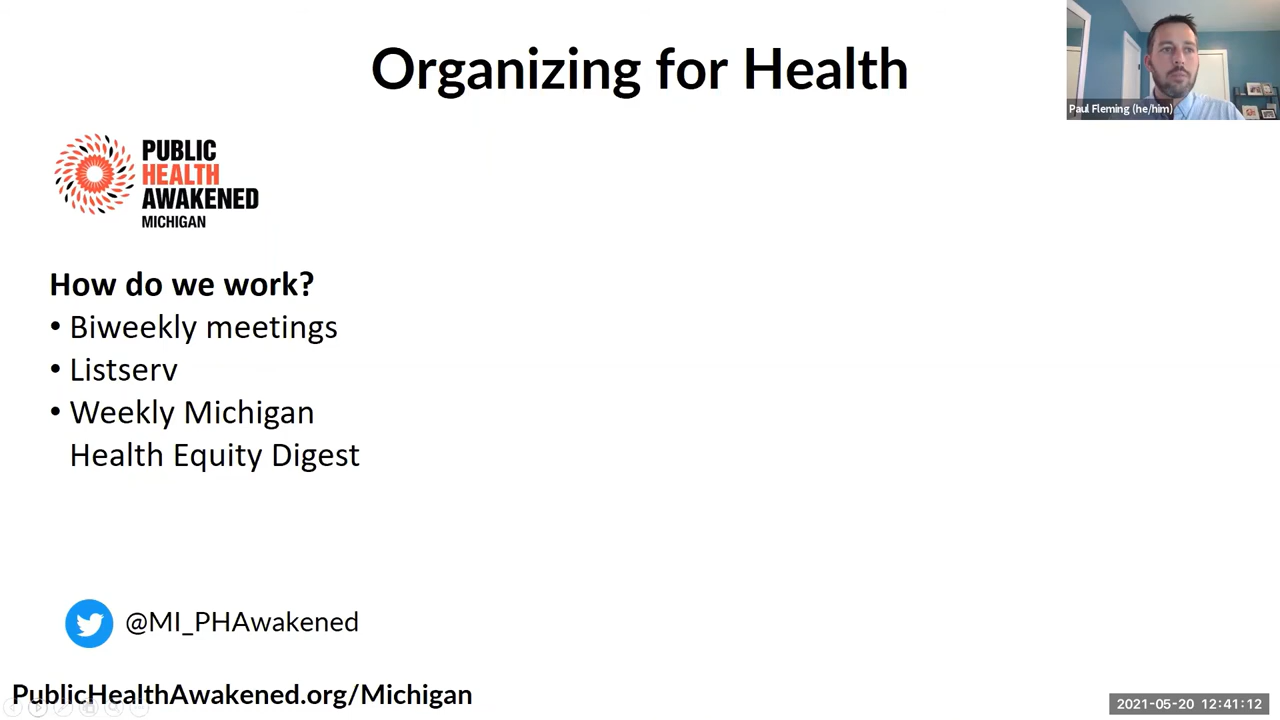 Organizing for Health
Paul Fleming (he/him)
PUBLIC
HEALTH
AWAKENED
MICHIGAN
How do we work?
• Biweekly meetings
• Listserv
• Weekly Michigan
Health Equity Digest
@MI_PHAwakened
PublicHealthAwakened.org/Michigan
2021-05-20 12:41:12